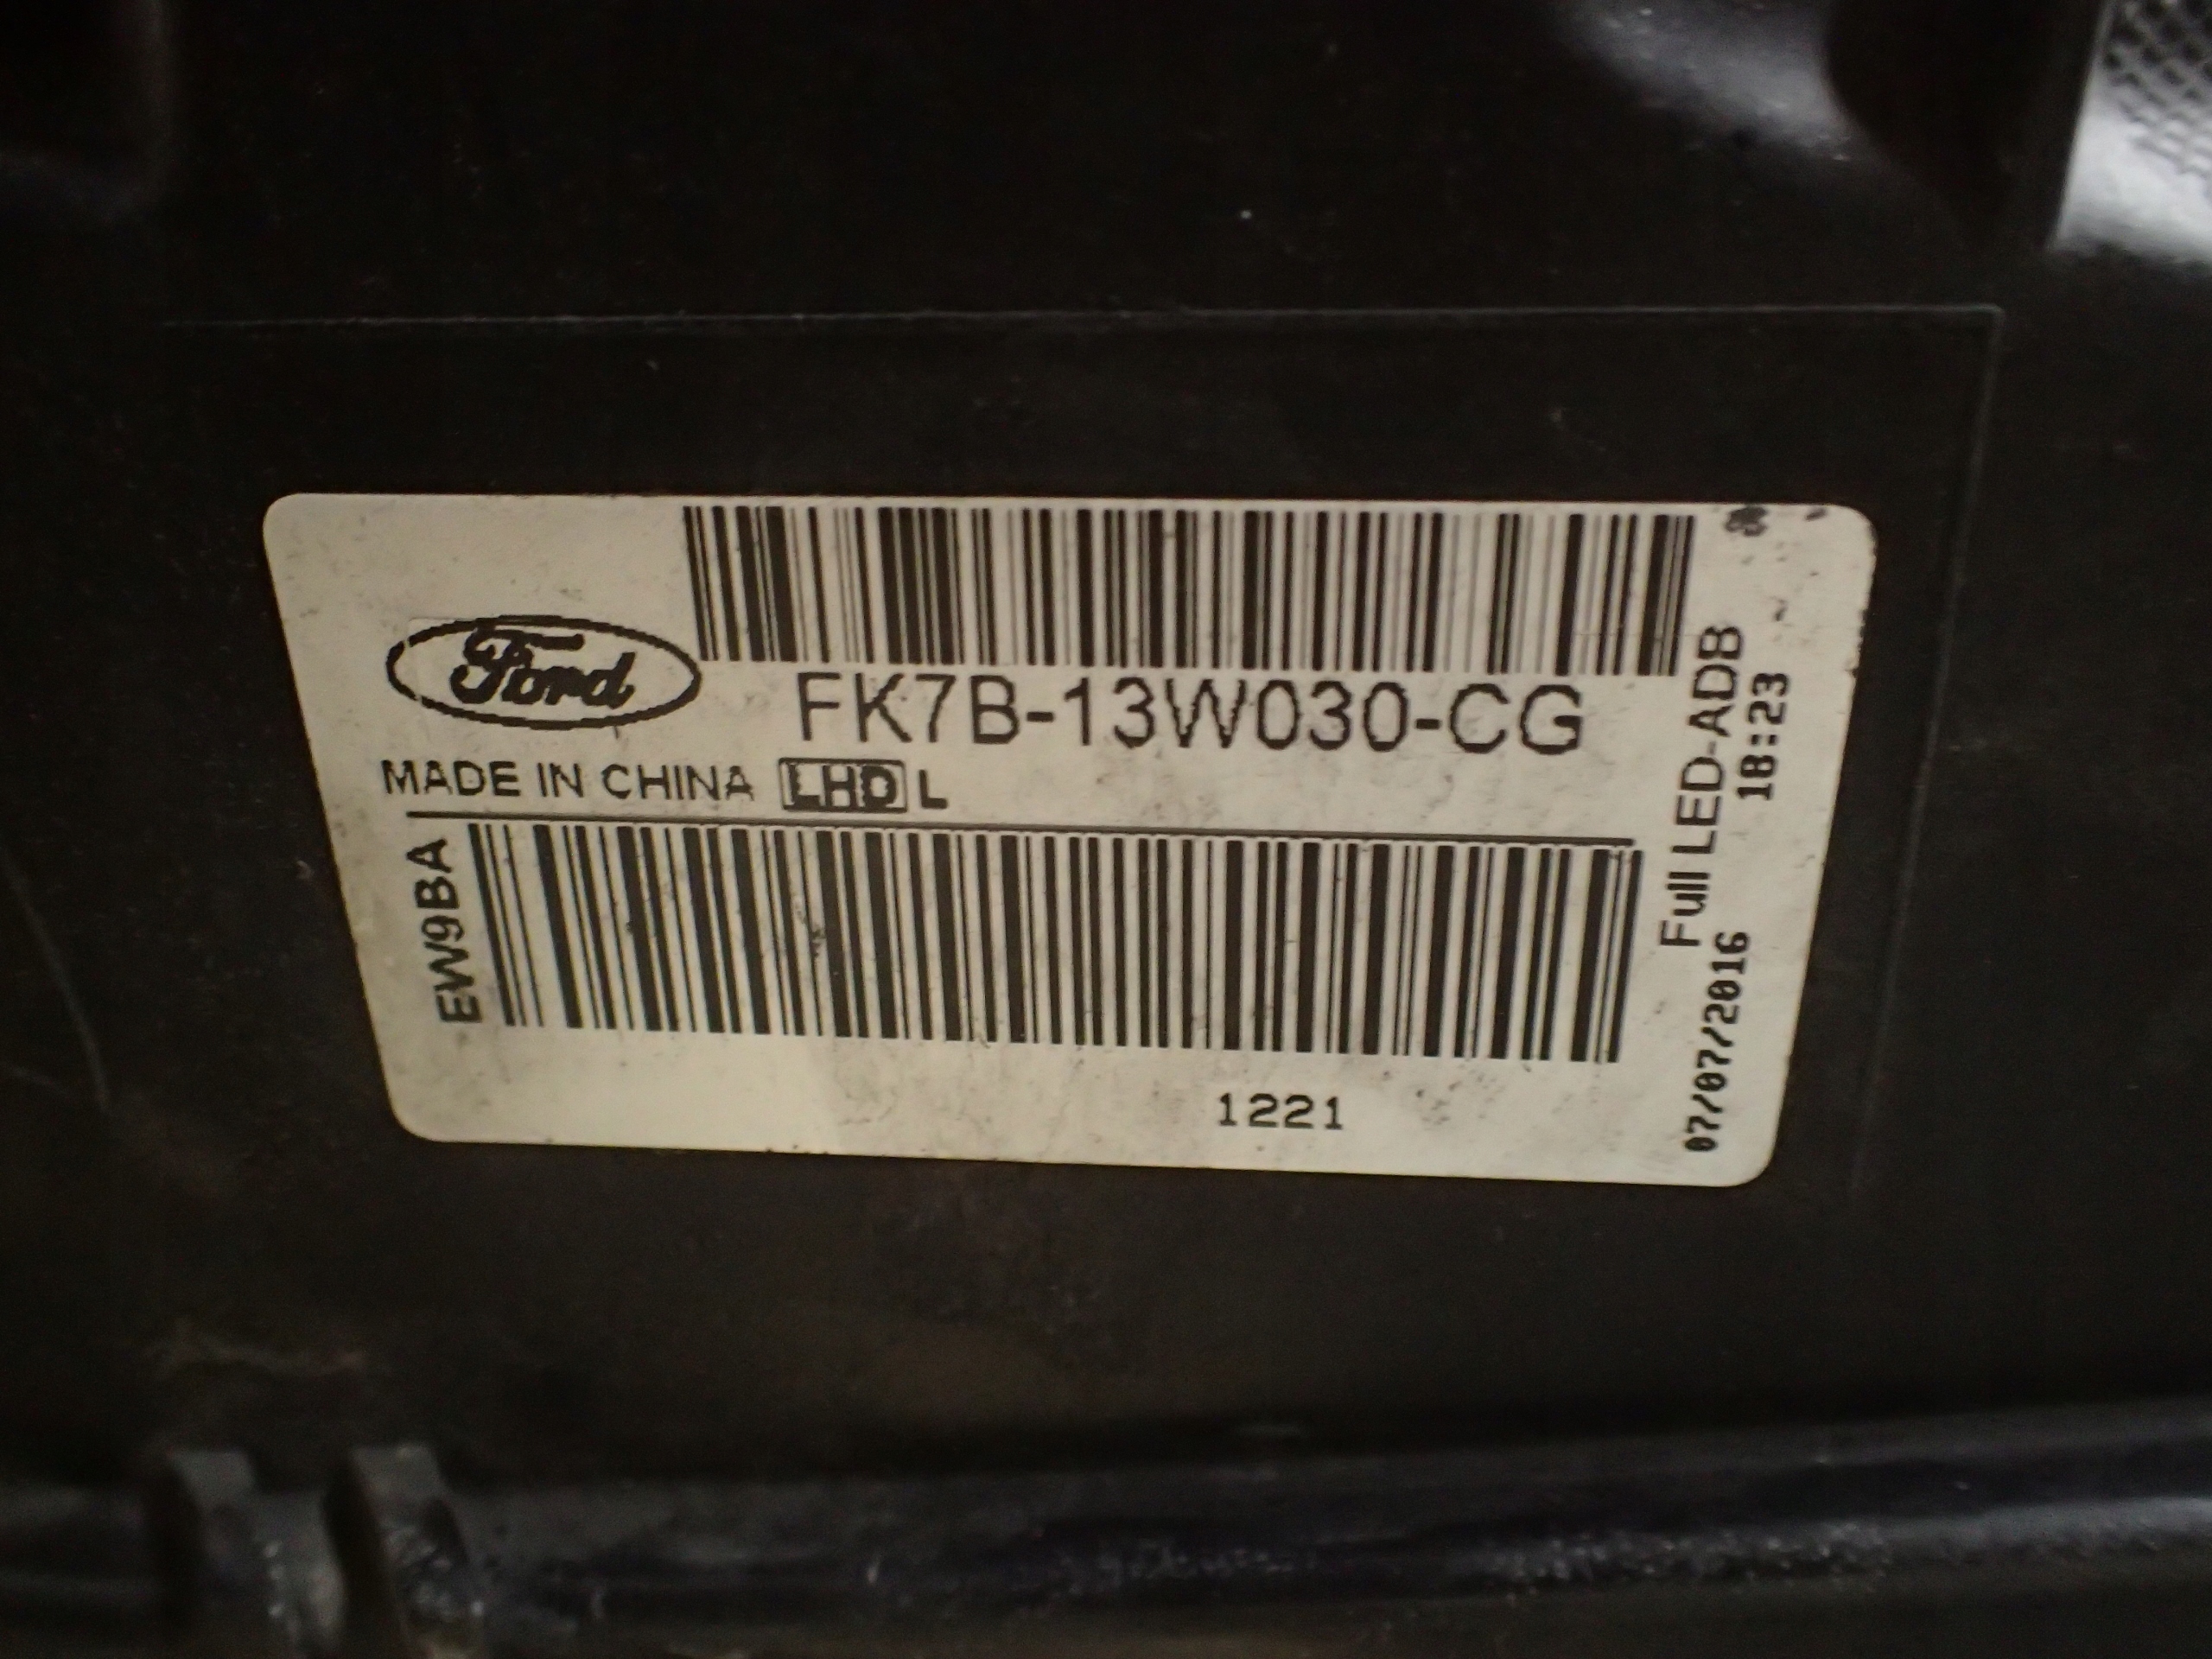 Ford
FK7B-13W030-CG
MADE IN CHINA LHD L
EW9BA
1221
Full LED-ADB
07/07/2016 18:23